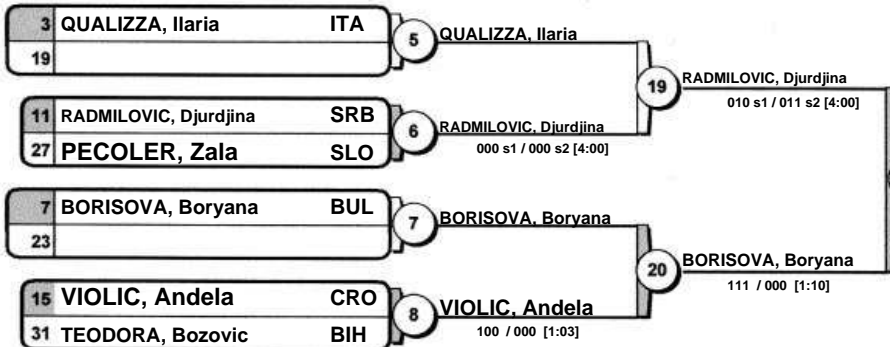 3 QUALIZZA, Ilaria ITA
19
5 QUALIZZA, Ilaria
11 RADMILOVIC, Djurdjina SRB
27 PECOLER, Zala SLO
6 RADMILOVIC, Djurdjina
000 s1 / 000 s2 [4:00]
19 RADMILOVIC, Djurdjina
010 s1 / 011 s2 [4:00]
7 BORISOVA, Boryana BUL
23
7 BORISOVA, Boryana
15 VIOLIC, Andela CRO
31 TEODORA, Bozovic BIH
8 VIOLIC, Andela
100 / 000 [1:03]
20 BORISOVA, Boryana
111 / 000 [1:10]